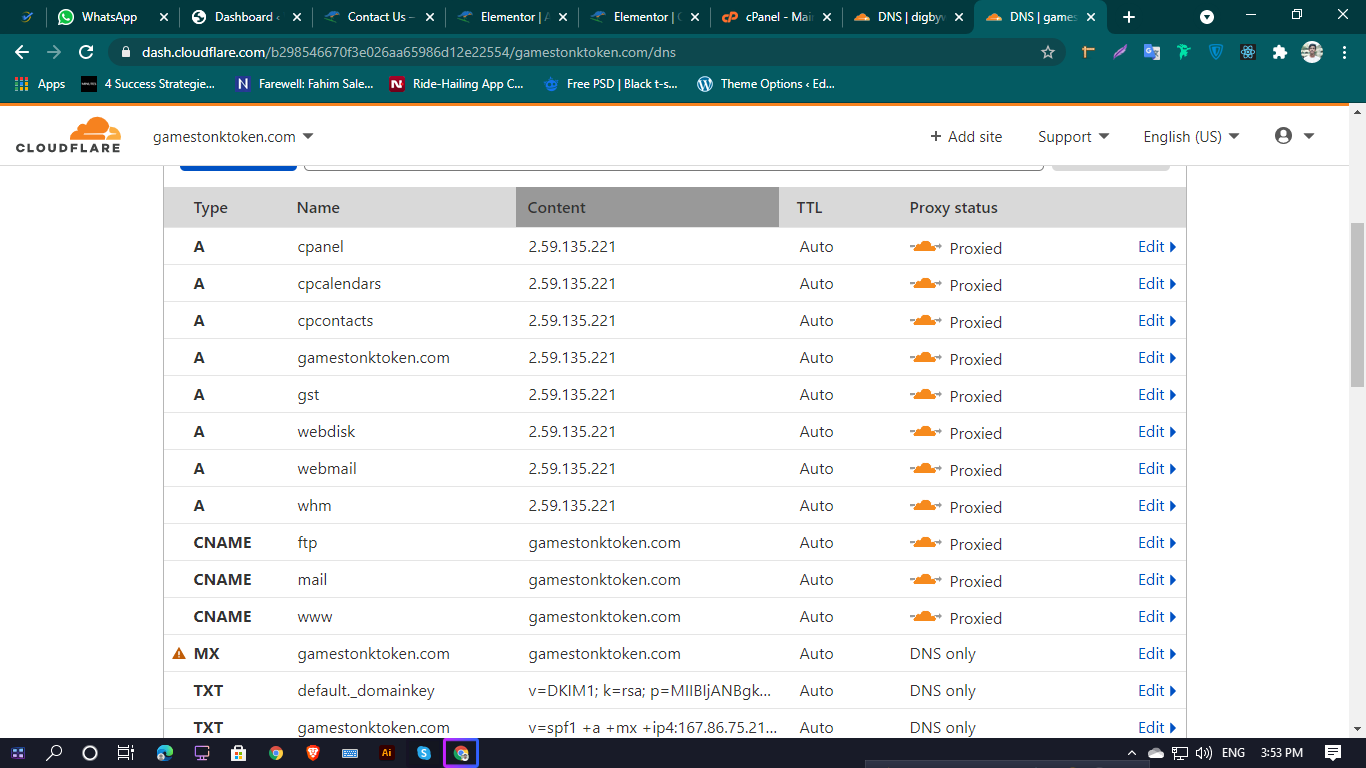 WhatsApp
Dashboard ‹
Contact Us –
Elementor | A
Elementor | C
cPanel - Mai
DNS | digbyw
DNS | games
dash.cloudflare.com/b298546670f3e026aa65986d12e22554/gamestonktoken.com/dns
Apps
4 Success Strategie...
Farewell: Fahim Sale...
Ride-Hailing App C...
Free PSD | Black t-s...
Theme Options ‹ Ed...
CLOUDFLARE
gamestonktoken.com
+ Add site
Support
English (US)
Type Name Content TTL Proxy status
A cpanel 2.59.135.221 Auto Proxied Edit
A cpcalendars 2.59.135.221 Auto Proxied Edit
A cpcontacts 2.59.135.221 Auto Proxied Edit
A gamestonktoken.com 2.59.135.221 Auto Proxied Edit
A gst 2.59.135.221 Auto Proxied Edit
A webdisk 2.59.135.221 Auto Proxied Edit
A webmail 2.59.135.221 Auto Proxied Edit
A whm 2.59.135.221 Auto Proxied Edit
CNAME ftp gamestonktoken.com Auto Proxied Edit
CNAME mail gamestonktoken.com Auto Proxied Edit
CNAME www gamestonktoken.com Auto Proxied Edit
MX gamestonktoken.com gamestonktoken.com Auto DNS only Edit
TXT default._domainkey v=DKIM1; k=rsa; p=MIIBIjANBgk... Auto DNS only Edit
TXT gamestonktoken.com v=spf1 +a +mx +ip4:167.86.75.21... Auto DNS only Edit
Ai
ENG
3:53 PM